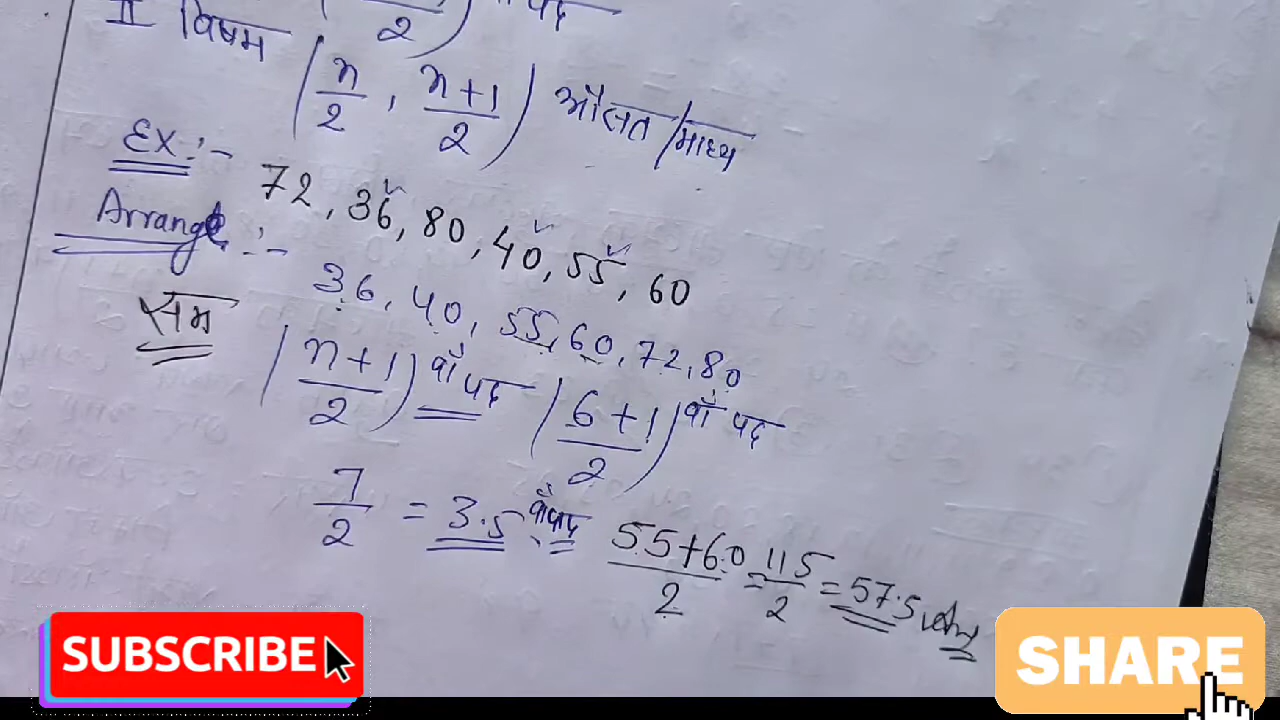 2) पद
II विषम (n/2, n+1/2) औसत/माध्य
Ex:- 72, 36, 80, 40, 55, 60
Arrange :- 36, 40, 55, 60, 72, 80
सम (n+1/2) वाँ पद (6+1/2) वाँ पद
7/2 = 3.5 वाँ पद 55+60/2 = 115/2 = 57.5
SUBSCRIBE
SHARE